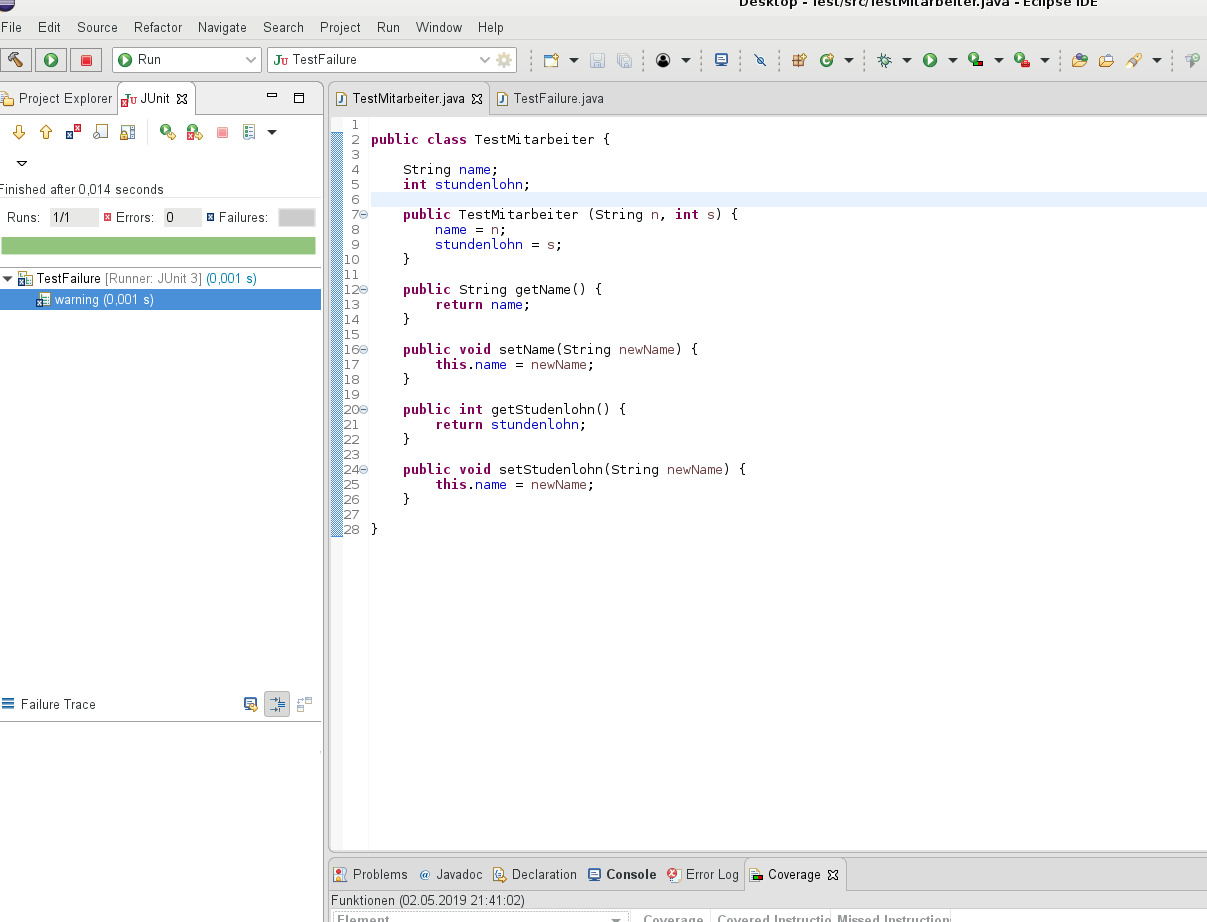 Desktop - Test/src/TestMitarbeiter.java - Eclipse IDE
File Edit Source Refactor Navigate Search Project Run Window Help
Run JU TestFailure
Project Explorer JU JUnit
TestMitarbeiter.java TestFailure.java
Finished after 0,014 seconds
Runs: 1/1 Errors: 0 Failures:
TestFailure [Runner: JUnit 3] (0,001 s)
warning (0,001 s)
Failure Trace
1
2 public class TestMitarbeiter {
3
4 String name;
5 int stundenlohn;
6
7 public TestMitarbeiter (String n, int s) {
8 name = n;
9 stundenlohn = s;
10 }
11
12 public String getName() {
13 return name;
14 }
15
16 public void setName(String newName) {
17 this.name = newName;
18 }
19
20 public int getStudenlohn() {
21 return stundenlohn;
22 }
23
24 public void setStudenlohn(String newName) {
25 this.name = newName;
26 }
27
28 }
Problems @ Javadoc Declaration Console Error Log Coverage
Funktionen (02.05.2019 21:41:02)
Element Coverage Covered Instructio Missed Instructions